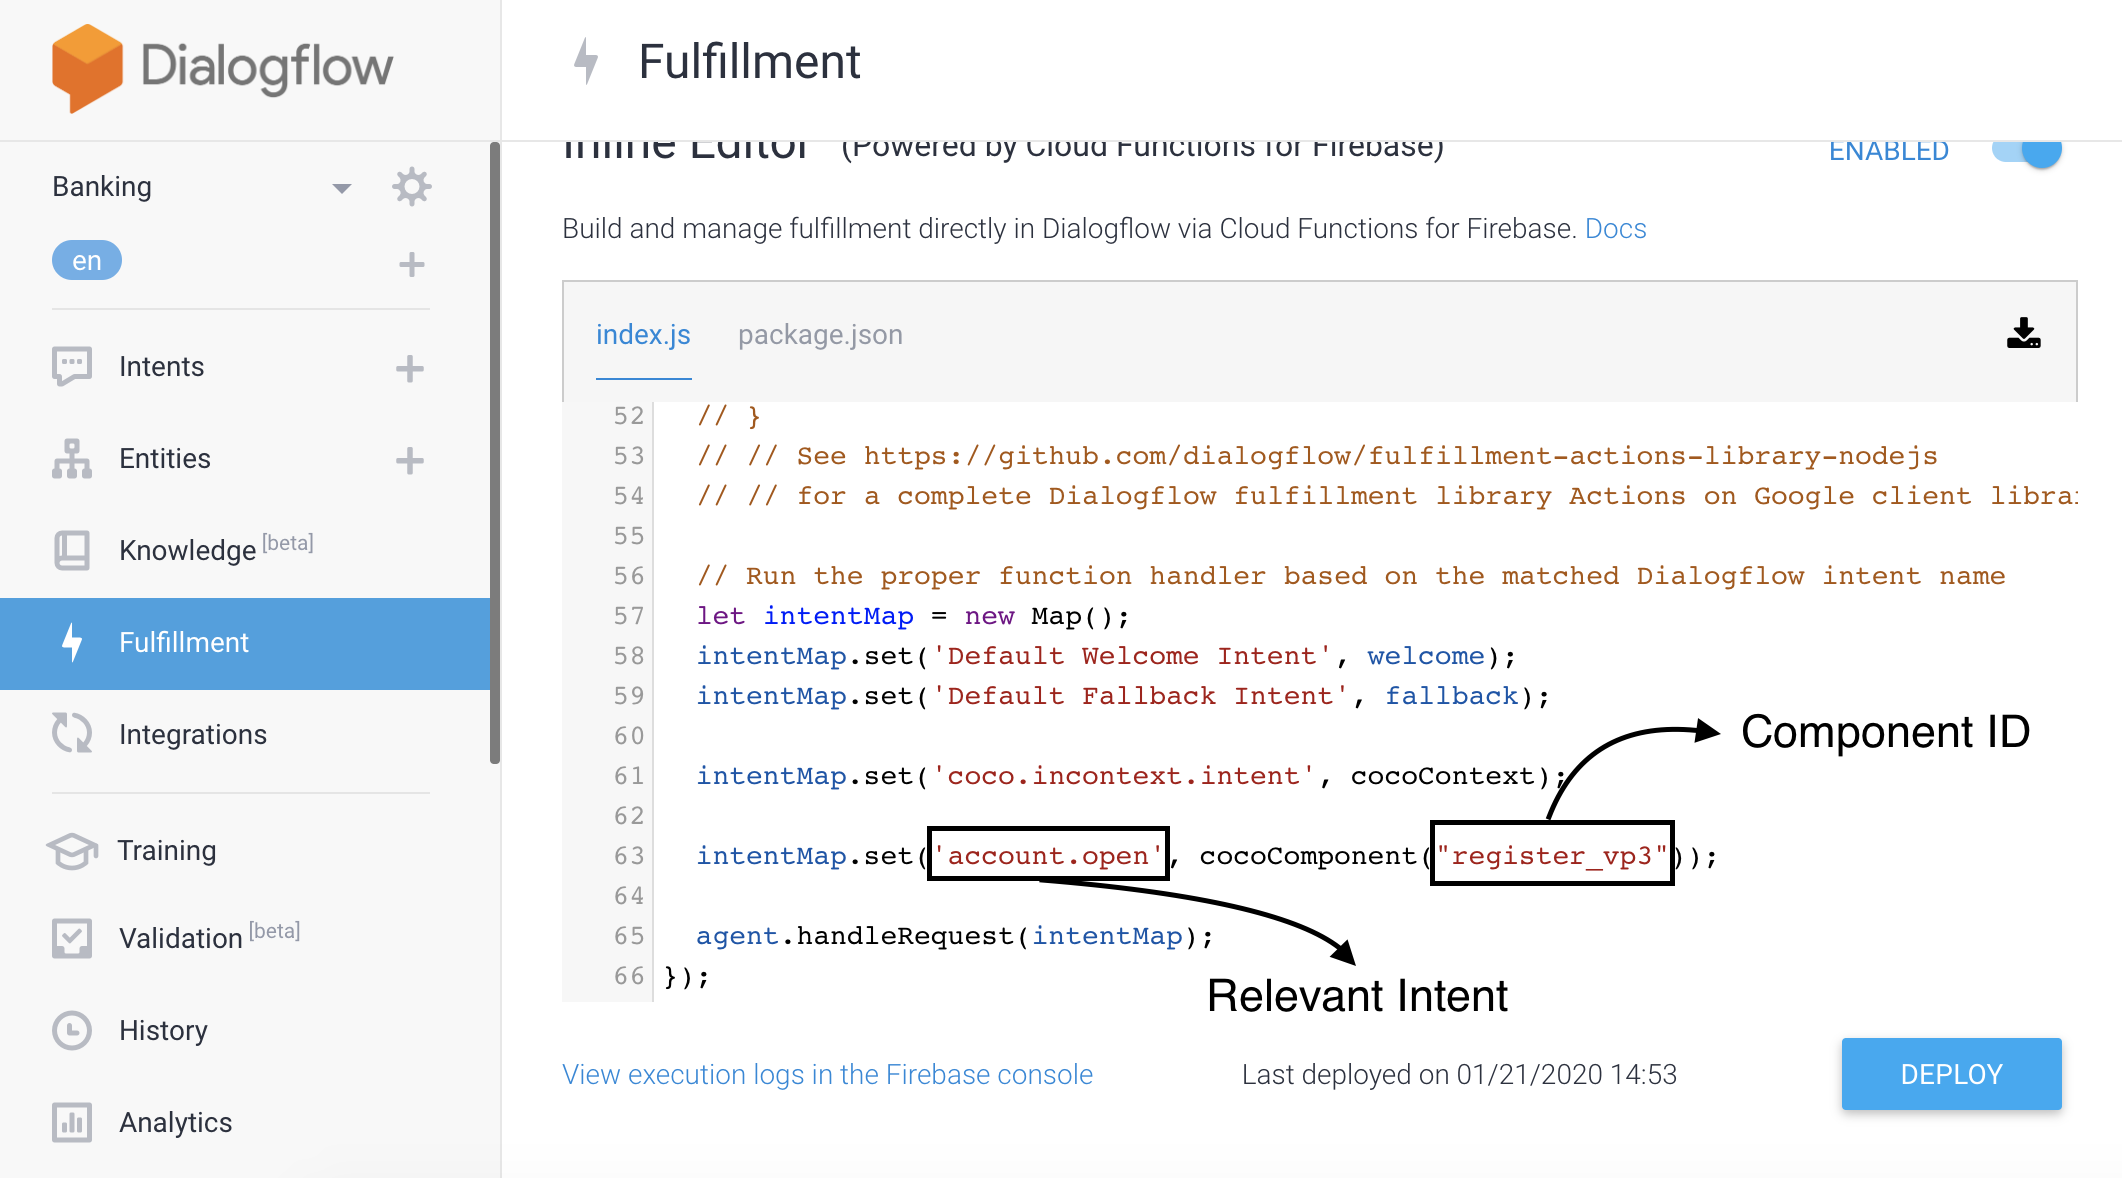 Dialogflow
Banking
en
Intents
Entities
Knowledge [beta]
Fulfillment
Integrations
Training
Validation [beta]
History
Analytics
Fulfillment
Inline Editor (Powered by Cloud Functions for Firebase)
ENABLED
Build and manage fulfillment directly in Dialogflow via Cloud Functions for Firebase. Docs
index.js package.json
52 // }
53 // // See https://github.com/dialogflow/fulfillment-actions-library-nodejs
54 // // for a complete Dialogflow fulfillment library Actions on Google client
55
56 // Run the proper function handler based on the matched Dialogflow intent name
57 let intentMap = new Map();
58 intentMap.set('Default Welcome Intent', welcome);
59 intentMap.set('Default Fallback Intent', fallback);
60
61 intentMap.set('coco.incontext.intent', cocoContext);
62
63 intentMap.set('account.open', cocoComponent("register_vp3"));
64
65 agent.handleRequest(intentMap);
66 });
Component ID
Relevant Intent
View execution logs in the Firebase console
Last deployed on 01/21/2020 14:53
DEPLOY